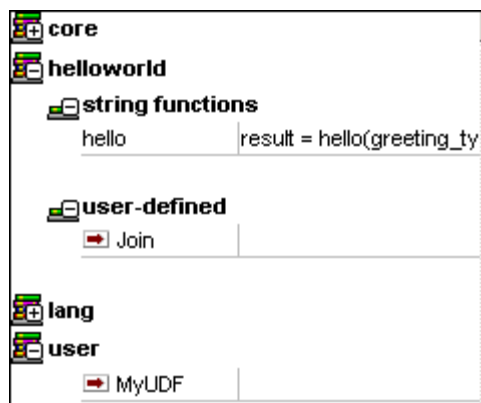 core
helloworld
string functions
hello result = hello(greeting_ty
user-defined
Join
lang
user
MyUDF